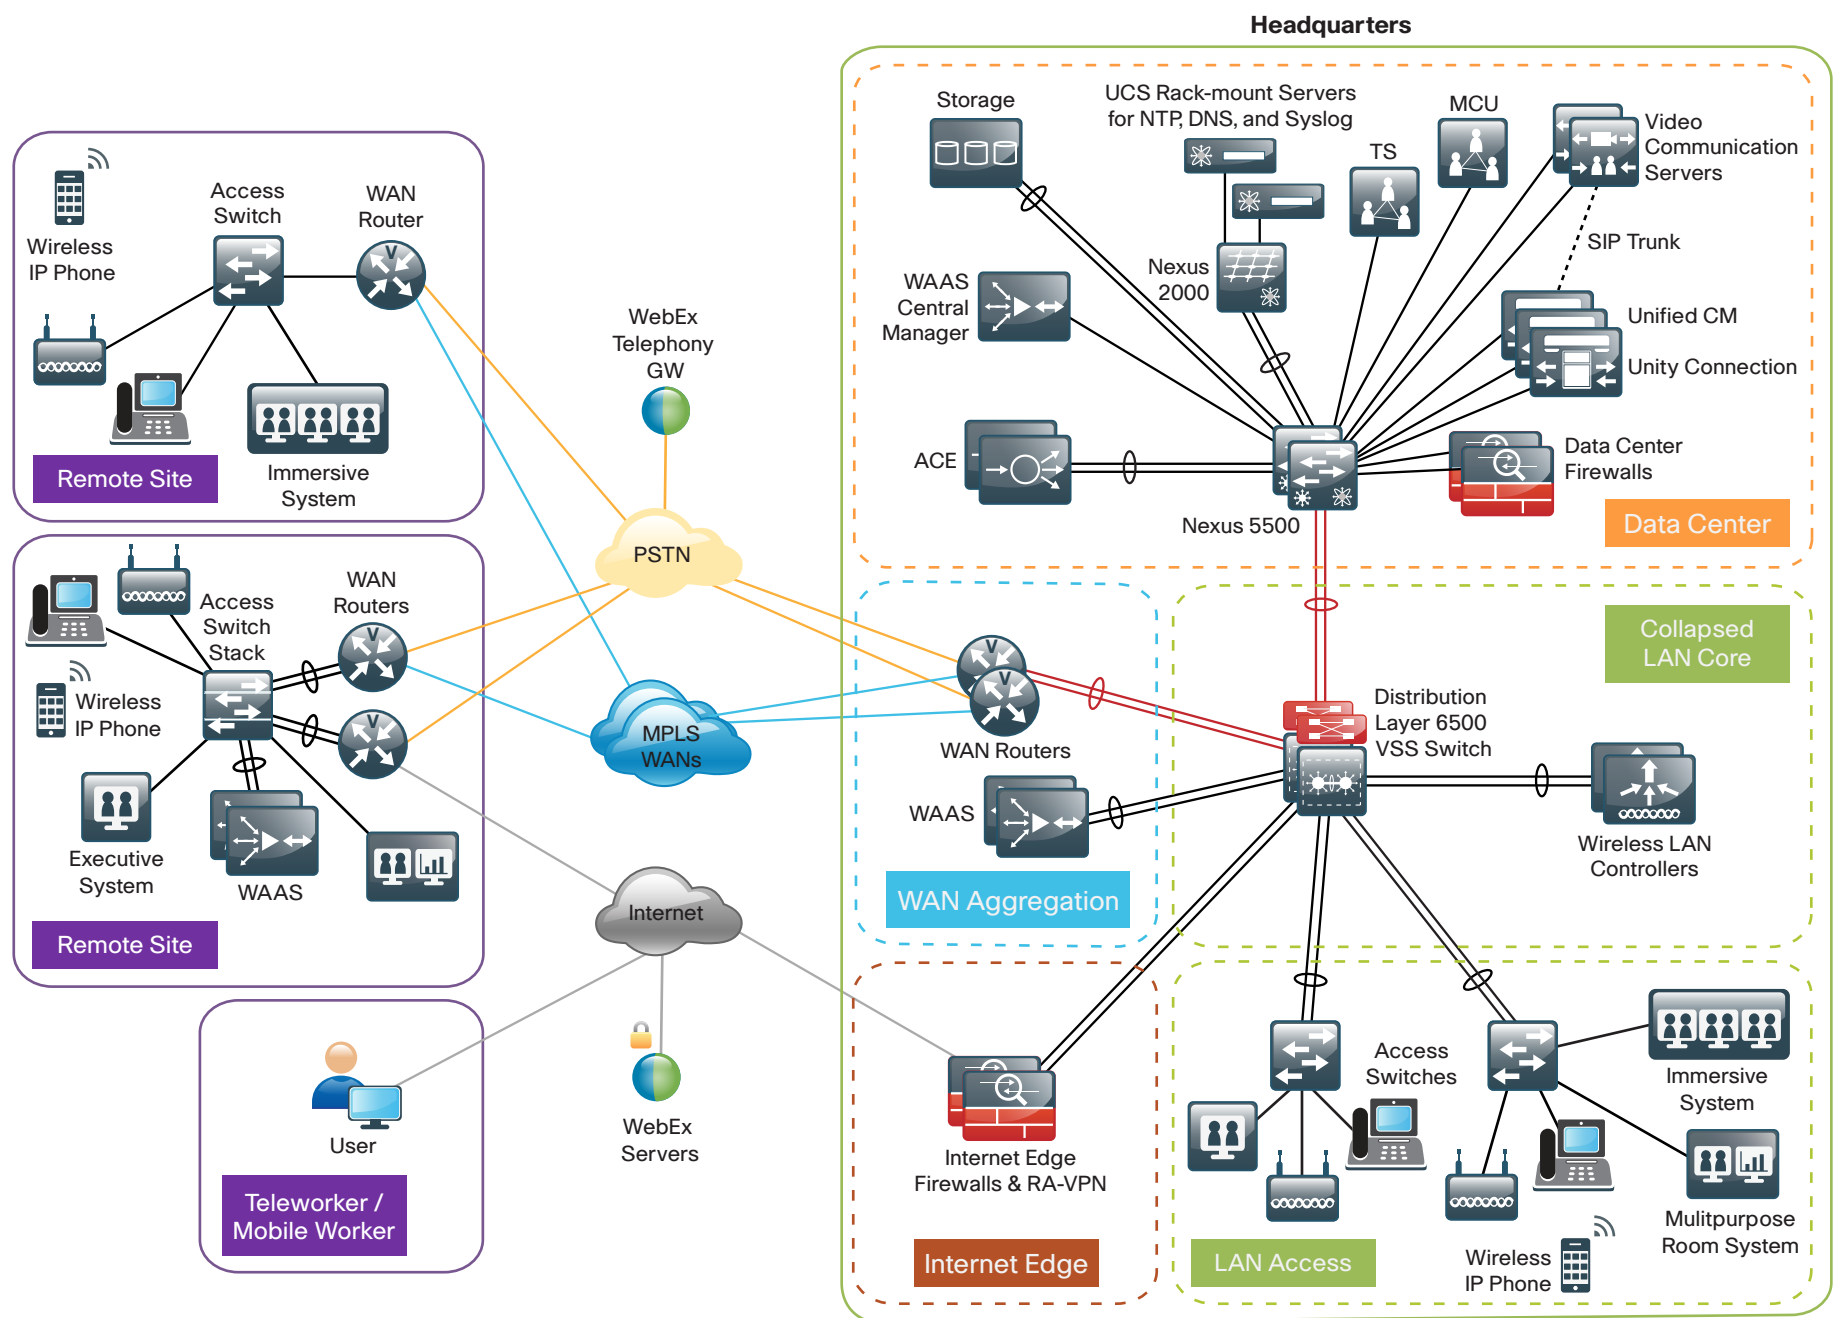 Headquarters
Storage
UCS Rack-mount Servers
for NTP, DNS, and Syslog
MCU
TS
Video
Communication
Servers
SIP Trunk
Nexus
2000
WAAS
Central
Manager
Unified CM
Unity Connection
ACE
Data Center
Firewalls
Nexus 5500
Data Center
Wireless
IP Phone
Access
Switch
WAN
Router
V
Immersive
System
Remote Site
WebEx
Telephony
GW
PSTN
Access
Switch
Stack
WAN
Routers
V
V
Wireless
IP Phone
Executive
System
WAAS
Remote Site
MPLS
WANs
V
V
WAN Routers
WAAS
WAN Aggregation
Collapsed
LAN Core
Distribution
Layer 6500
VSS Switch
Wireless LAN
Controllers
Internet
User
Teleworker /
Mobile Worker
WebEx
Servers
Internet Edge
Firewalls & RA-VPN
Internet Edge
Access
Switches
Immersive
System
Mulitpurpose
Room System
Wireless
IP Phone
LAN Access